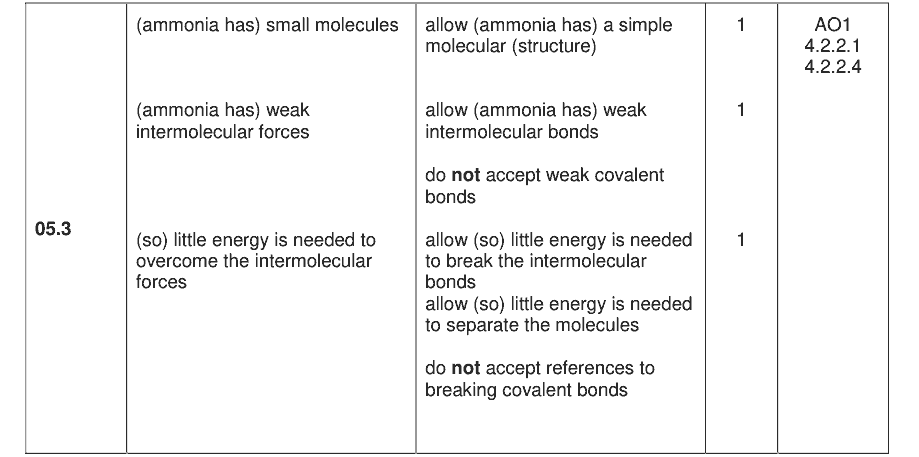 (ammonia has) small molecules
allow (ammonia has) a simple
molecular (structure)
1
AO1
4.2.2.1
4.2.2.4
(ammonia has) weak
intermolecular forces
allow (ammonia has) weak
intermolecular bonds
1
do not accept weak covalent
bonds
05.3
(so) little energy is needed to
overcome the intermolecular
forces
allow (so) little energy is needed
to break the intermolecular
bonds
allow (so) little energy is needed
to separate the molecules
1
do not accept references to
breaking covalent bonds